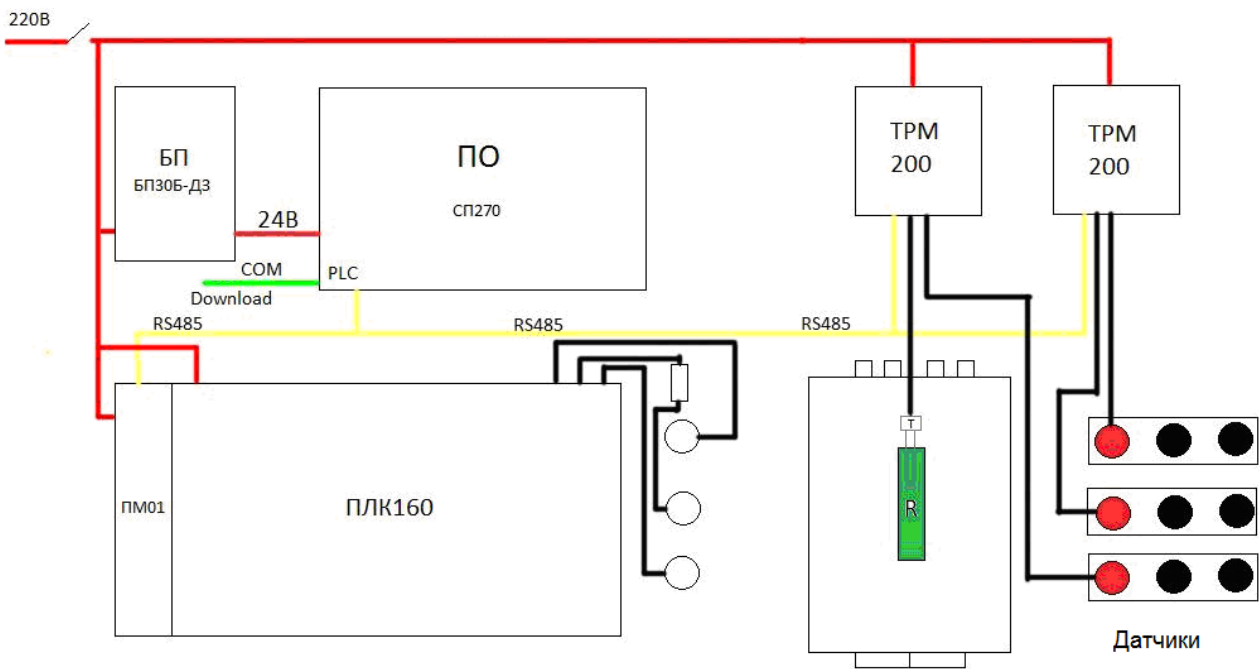 220В
БП
БП30Б-Д3
24В
ПО
СП270
COM
PLC
Download
ТРМ
200
ТРМ
200
RS485
RS485
RS485
ПМ01
ПЛК160
T
R
Датчики